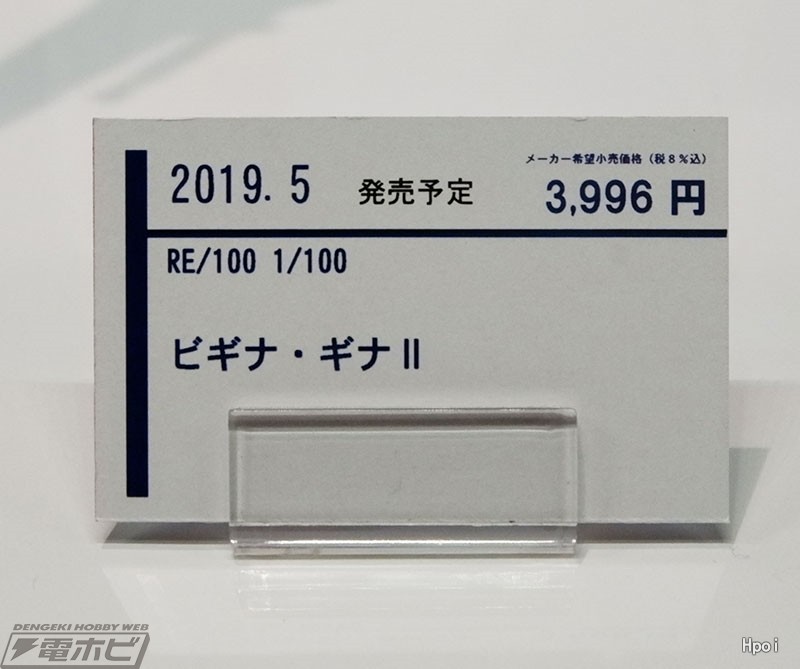 メーカー希望小売価格（税8%込）
2019. 5 発売予定 3,996 円
RE/100 1/100
ビギナ・ギナⅡ
DENGEKI HOBBY WEB
電ホビ
Hpoi